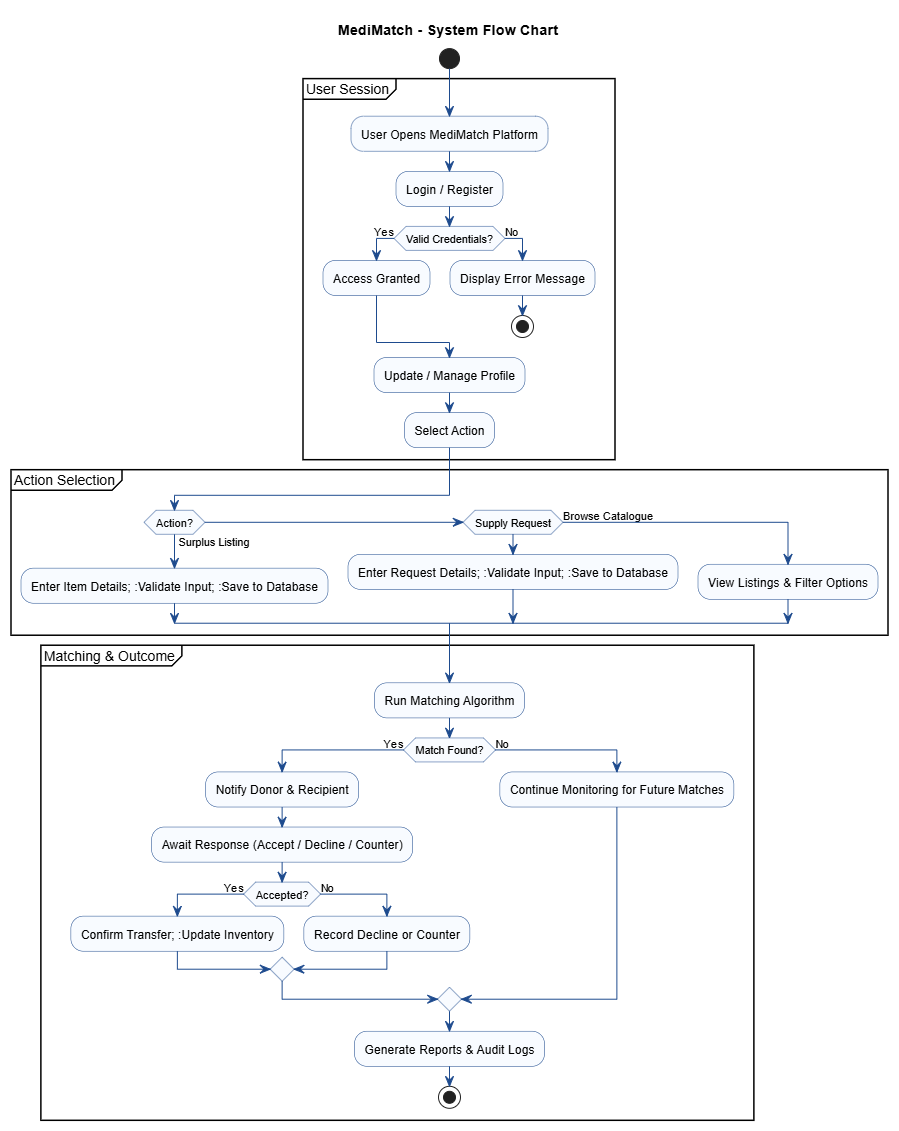 MediMatch - System Flow Chart
User Session
User Opens MediMatch Platform
Login / Register
Yes
Valid Credentials?
No
Access Granted
Display Error Message
Update / Manage Profile
Select Action
Action Selection
Action?
Supply Request
Browse Catalogue
Surplus Listing
Enter Item Details; :Validate Input; :Save to Database
Enter Request Details; :Validate Input; :Save to Database
View Listings & Filter Options
Matching & Outcome
Run Matching Algorithm
Yes
Match Found?
No
Notify Donor & Recipient
Continue Monitoring for Future Matches
Await Response (Accept / Decline / Counter)
Yes
Accepted?
No
Confirm Transfer; :Update Inventory
Record Decline or Counter
Generate Reports & Audit Logs